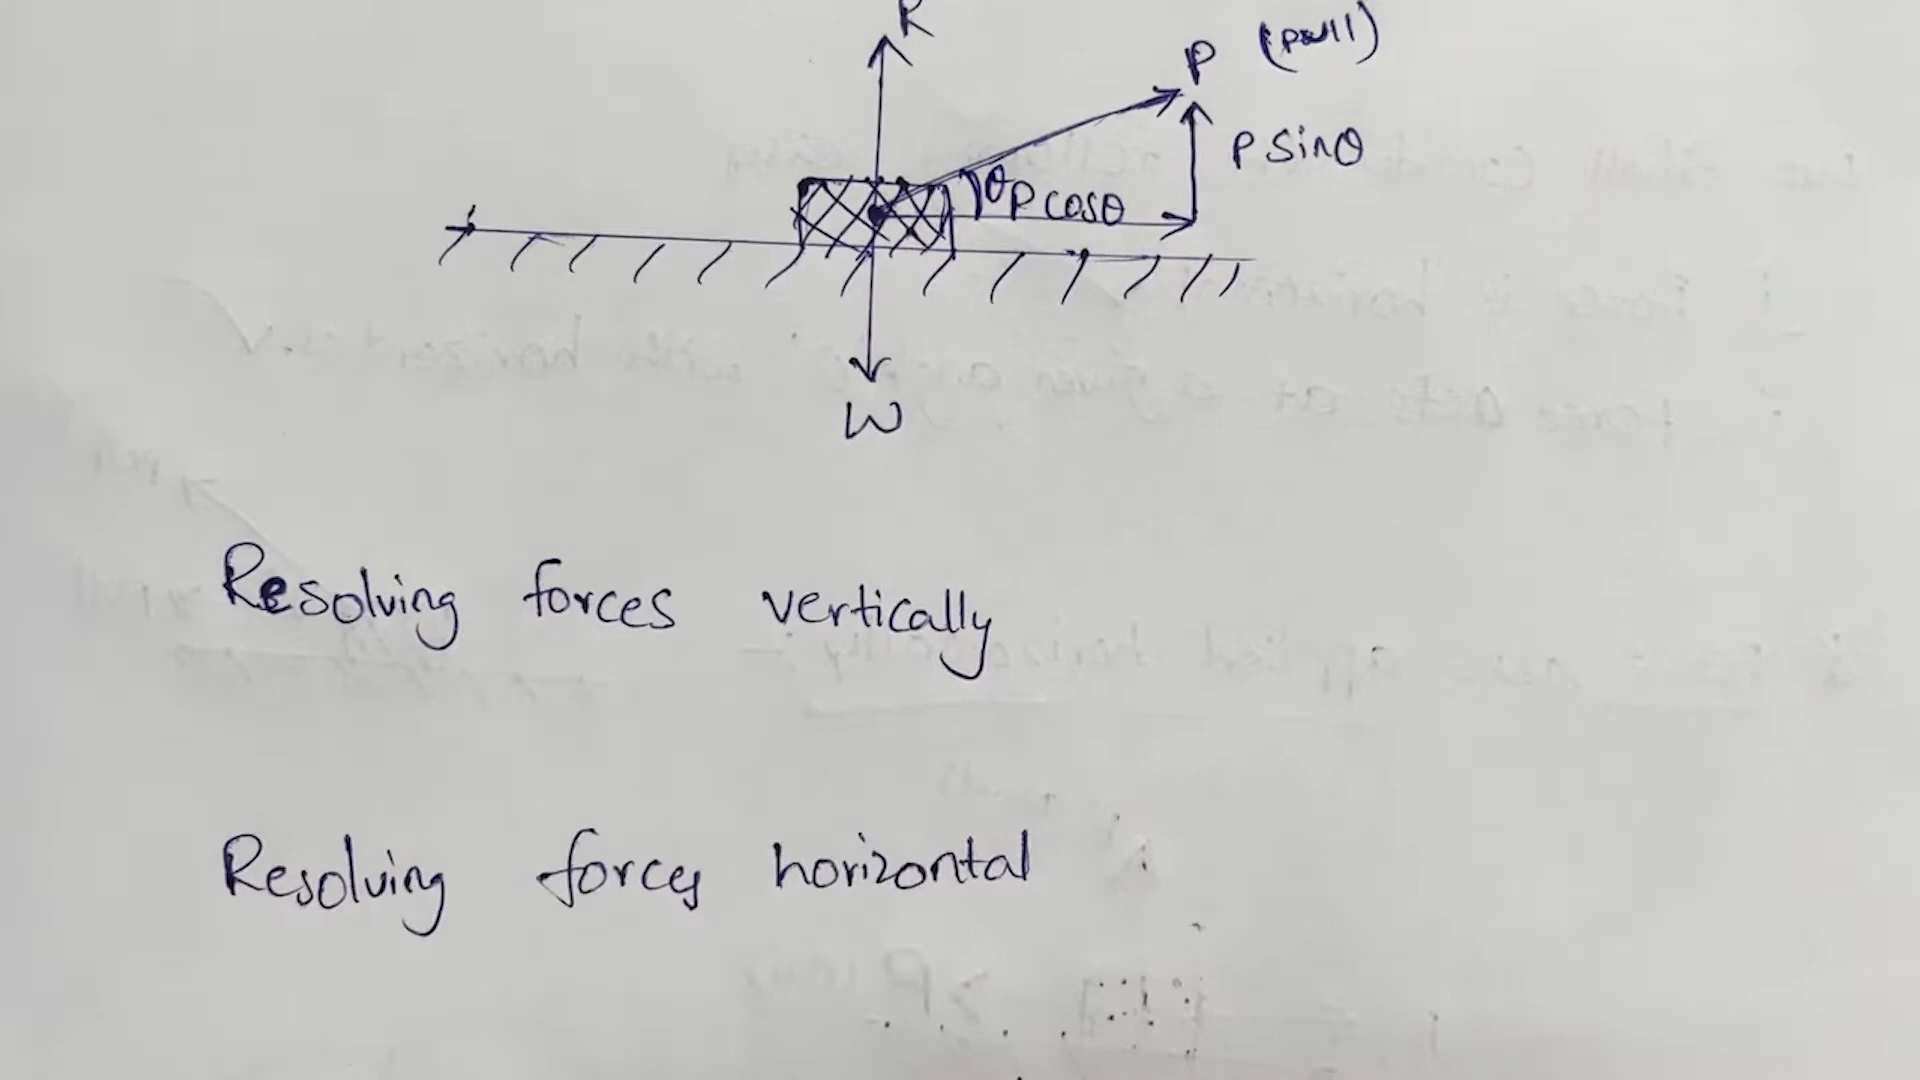 R
P (pull)
P sinθ
θ P cosθ
W
Resolving forces vertically
Resolving forces horizontal